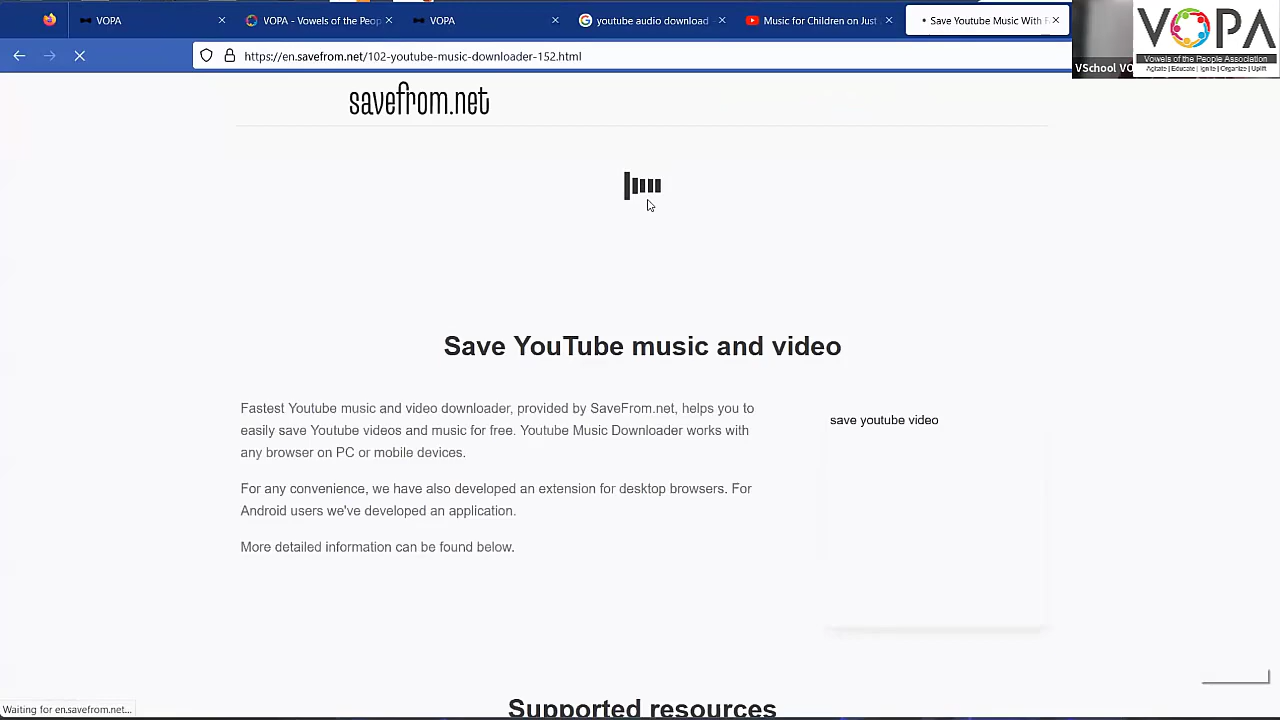 VOPA
VOPA - Vowels of the Peop
VOPA
youtube audio download
Music for Children on Just
Save Youtube Music With F
https://en.savefrom.net/102-youtube-music-downloader-152.html
VOPA
Vowels of the People Association
Agitate | Educate | Ignite | Organize | Uplift
VSchool VO
savefrom.net
Save YouTube music and video
Fastest Youtube music and video downloader, provided by SaveFrom.net, helps you to
easily save Youtube videos and music for free. Youtube Music Downloader works with
any browser on PC or mobile devices.
save youtube video
For any convenience, we have also developed an extension for desktop browsers. For
Android users we've developed an application.
More detailed information can be found below.
Supported resources
Waiting for en.savefrom.net...